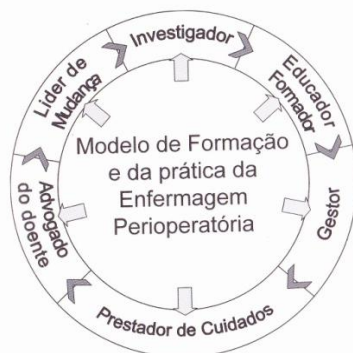 Investigador
Educador
Formador
Gestor
Prestador de Cuidados
Advogado
do doente
Líder de
Mudança
Modelo de Formação
e da prática da
Enfermagem
Perioperatória